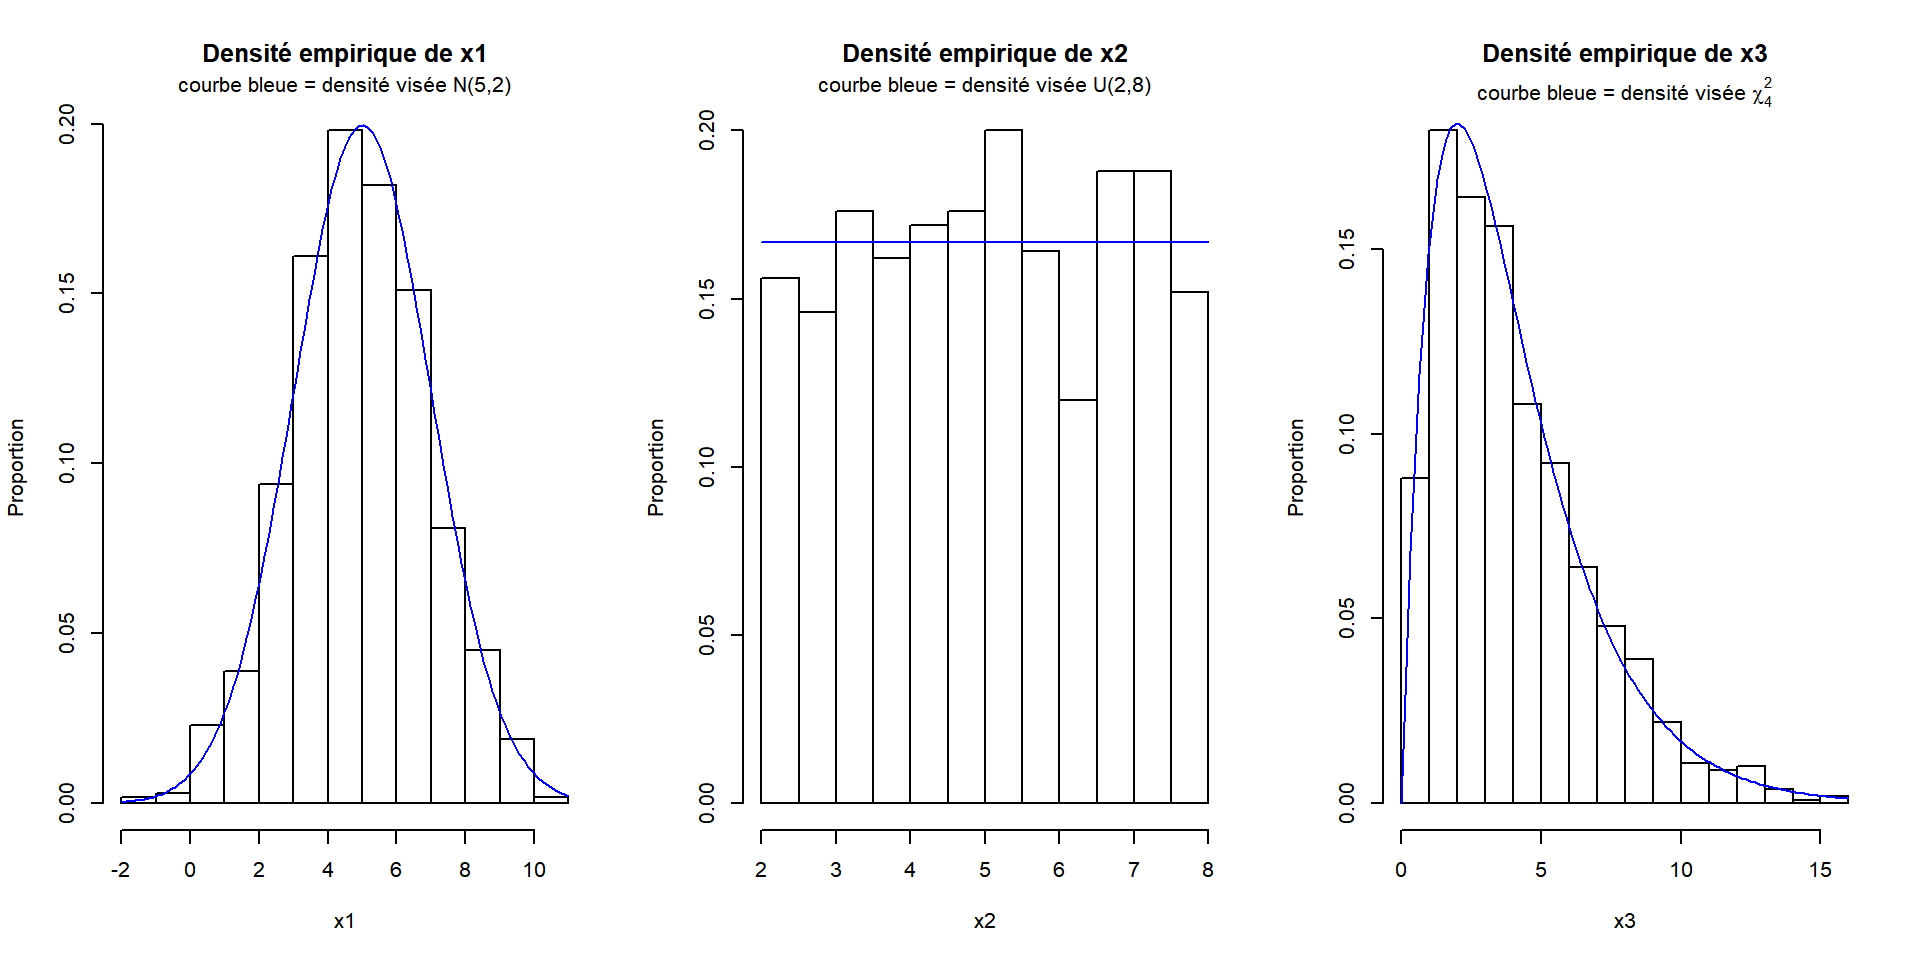 Densité empirique de x1
courbe bleue = densité visée N(5,2)
Proportion
0.00
0.05
0.10
0.15
0.20
-2 0 2 4 6 8 10
x1
Densité empirique de x2
courbe bleue = densité visée U(2,8)
Proportion
0.00
0.05
0.10
0.15
0.20
2 3 4 5 6 7 8
x2
Densité empirique de x3
courbe bleue = densité visée χ²₄
Proportion
0.00
0.05
0.10
0.15
0 5 10 15
x3